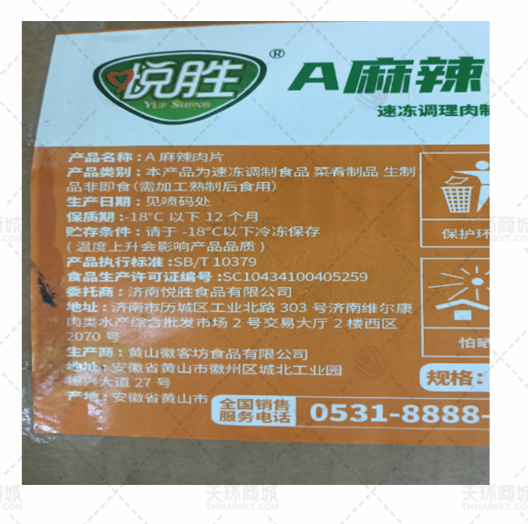 悦胜®
YUE SHENG
A麻辣
速冻调理肉制
产品名称：A 麻辣肉片
产品类别：本产品为速冻调制食品 菜肴制品 生制
品非即食(需加工熟制后食用)
生产日期：见喷码处
保质期：-18°C 以下 12 个月
贮存条件：请于 -18°C以下冷冻保存
(温度上升会影响产品品质)
产品执行标准:SB/T 10379
食品生产许可证编号:SC10434100405259
委托商：济南悦胜食品有限公司
地址：济南市历城区工业北路 303 号济南维尔康
肉类水产综合批发市场 2 号交易大厅 2 楼西区
2070 号
生产商：黄山徽客坊食品有限公司
地址：安徽省黄山市徽州区城北工业园
振兴大道 27 号
产地：安徽省黄山市
全国销售
服务电话
0531-8888-
保护环
怕晒
规格：
天环商城
THMARKET.COM